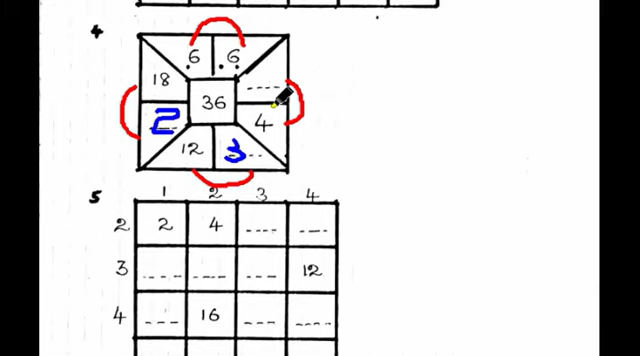 4
6 6
18 ---
36
2 4
12 3
5
1 2 3 4
2 2 4 --- ---
3 --- --- --- 12
4 --- 16 --- ---